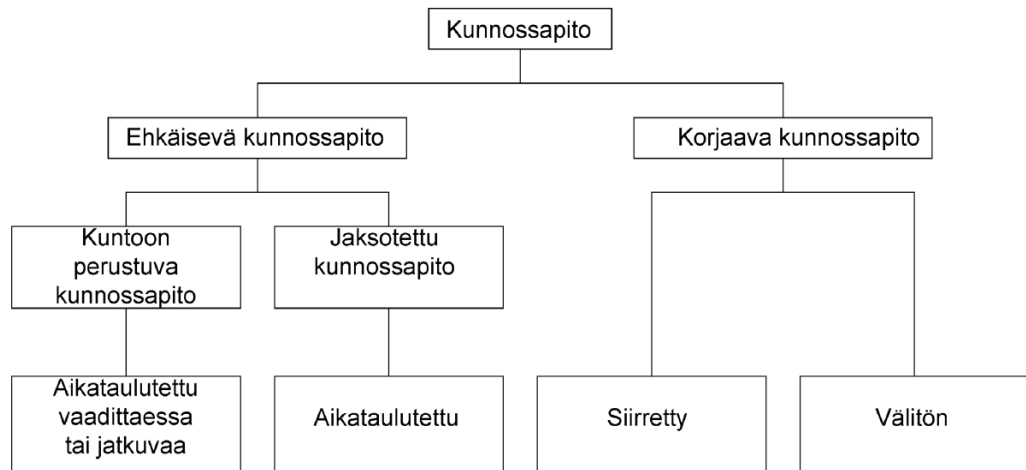 Kunnossapito
Ehkäisevä kunnossapito
Korjaava kunnossapito
Kuntoon
perustuva
kunnossapito
Jaksotettu
kunnossapito
Aikataulutettu
vaadittaessa
tai jatkuvaa
Aikataulutettu
Siirretty
Välitön